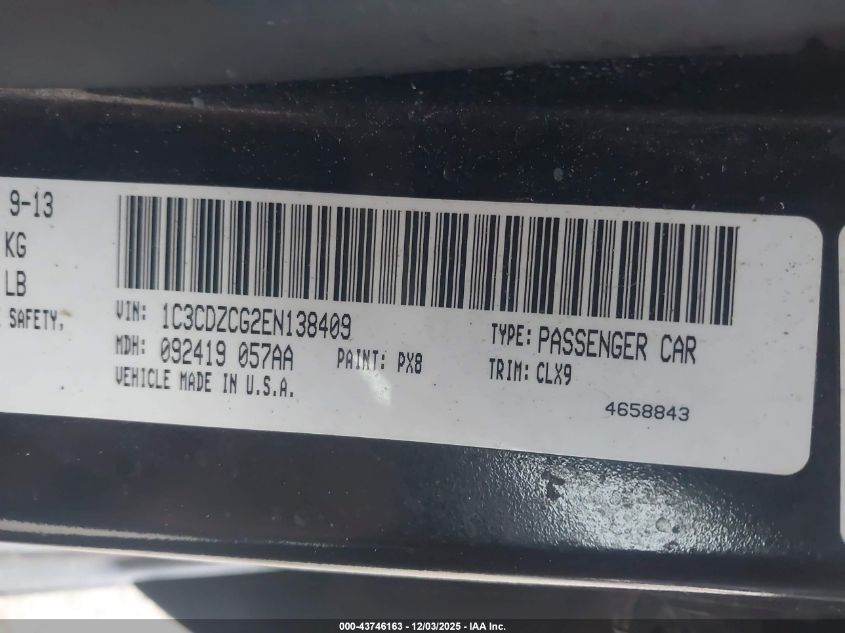 9-13
KG
LB
SAFETY,
VIN: 1C3CDZCG2EN138409
MDH: 092419 057AA PAINT: PX8
VEHICLE MADE IN U.S.A.
TYPE: PASSENGER CAR
TRIM: CLX9
4658843
000-43746163 - 12/03/2025 - IAA Inc.